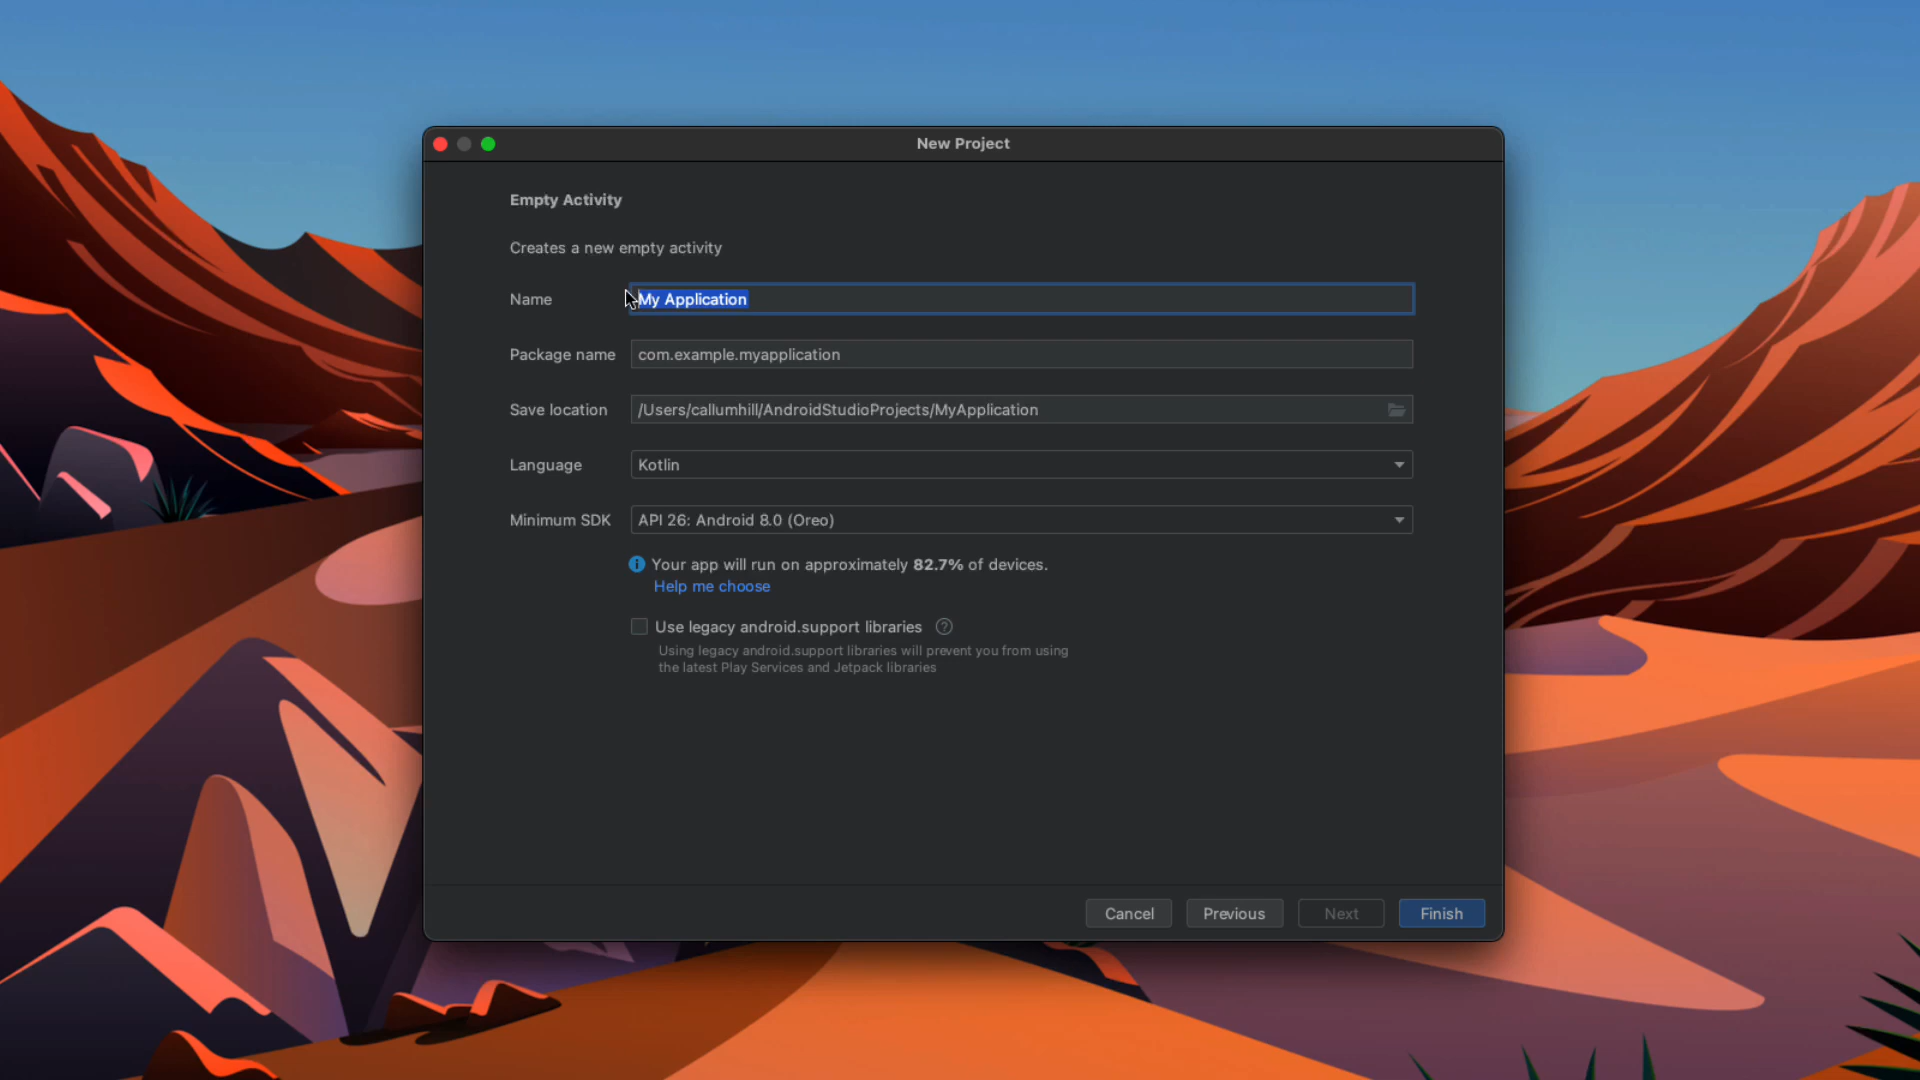 New Project
Empty Activity
Creates a new empty activity
Name My Application
Package name com.example.myapplication
Save location /Users/callumhill/AndroidStudioProjects/MyApplication
Language Kotlin
Minimum SDK API 26: Android 8.0 (Oreo)
i Your app will run on approximately 82.7% of devices.
Help me choose
Use legacy android.support libraries ?
Using legacy android.support libraries will prevent you from using
the latest Play Services and Jetpack libraries
Cancel Previous Next Finish